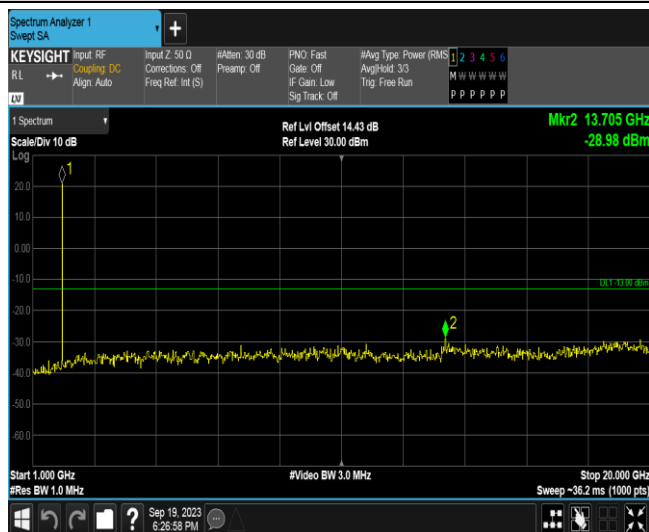 Spectrum Analyzer 1
Swept SA
KEYSIGHT
RL
LXI
Input: RF
Coupling: DC
Align: Auto
Input Z: 50 Ω
Corrections: Off
Freq Ref: Int (S)
#Atten: 30 dB
Preamp: Off
PNO: Fast
Gate: Off
IF Gain: Low
Sig Track: Off
#Avg Type: Power (RMS
Avg|Hold: 3/3
Trig: Free Run
1 2 3 4 5 6
M W W W W W
P P P P P P
1 Spectrum
Scale/Div 10 dB
Ref Lvl Offset 14.43 dB
Ref Level 30.00 dBm
Mkr2 13.705 GHz
-28.98 dBm
Log
1
20.0
10.0
0.00
-10.0
DL1 -13.00 dBm
-20.0
2
-30.0
-40.0
-50.0
-60.0
Start 1.000 GHz
#Video BW 3.0 MHz
Stop 20.000 GHz
#Res BW 1.0 MHz
Sweep ~36.2 ms (1000 pts)
?
Sep 19, 2023
6:26:58 PM